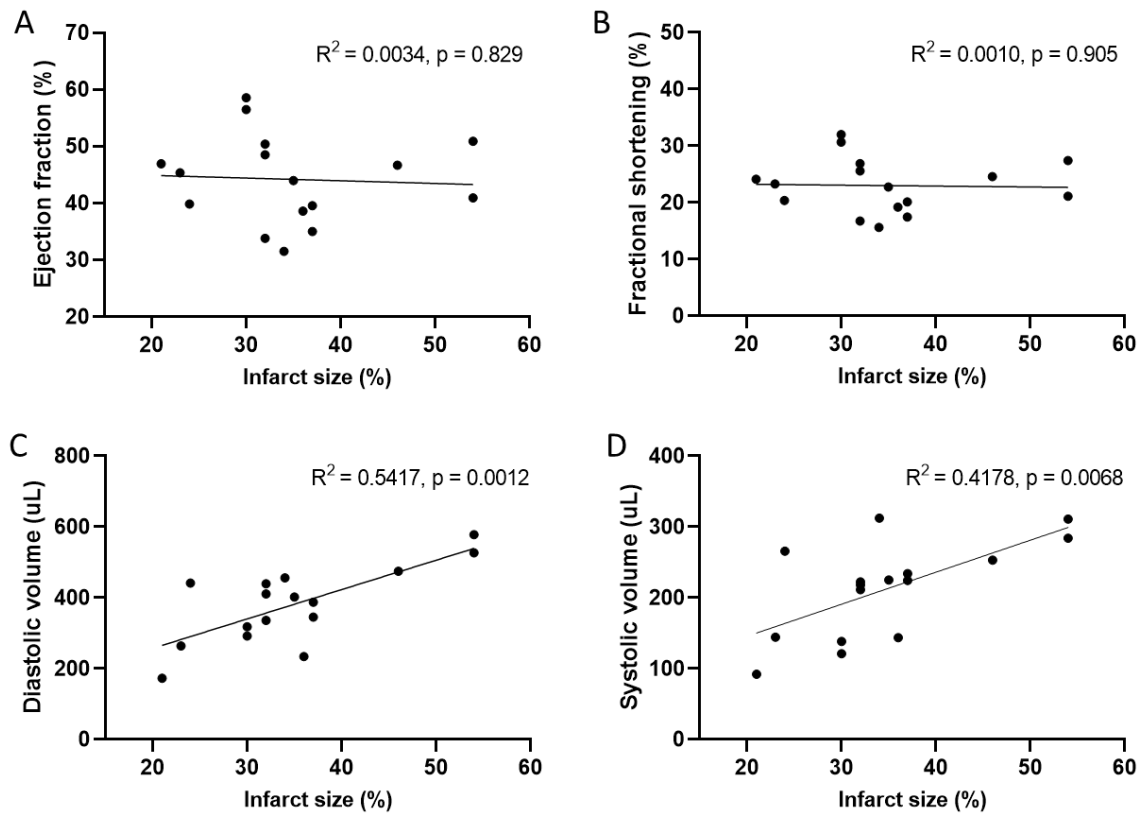 A
R² = 0.0034, p = 0.829
Ejection fraction (%)
70
60
50
40
30
20
20 30 40 50 60
Infarct size (%)
B
R² = 0.0010, p = 0.905
Fractional shortening (%)
50
40
30
20
10
0
20 30 40 50 60
Infarct size (%)
C
R² = 0.5417, p = 0.0012
Diastolic volume (uL)
800
600
400
200
0
20 30 40 50 60
Infarct size (%)
D
R² = 0.4178, p = 0.0068
Systolic volume (uL)
400
300
200
100
0
20 30 40 50 60
Infarct size (%)